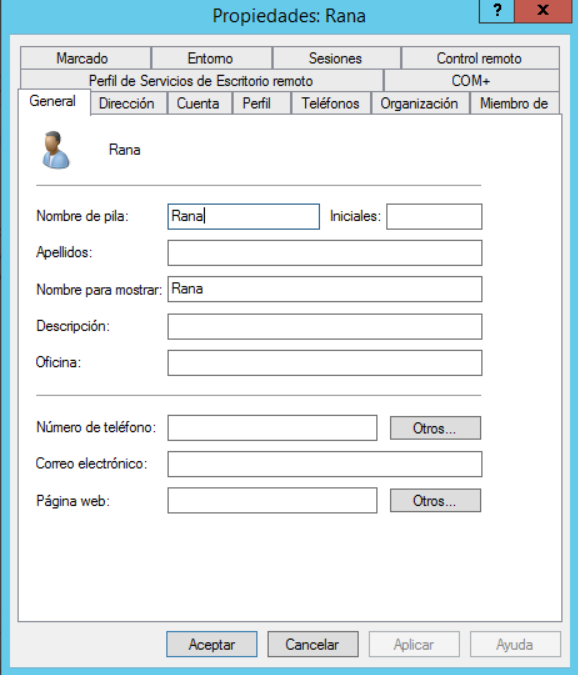 Propiedades: Rana ? x
Marcado Entorno Sesiones Control remoto
Perfil de Servicios de Escritorio remoto COM+
General Dirección Cuenta Perfil Teléfonos Organización Miembro de
Rana
Nombre de pila: Rana Iniciales:
Apellidos:
Nombre para mostrar: Rana
Descripción:
Oficina:
Número de teléfono: Otros...
Correo electrónico:
Página web: Otros...
Aceptar Cancelar Aplicar Ayuda